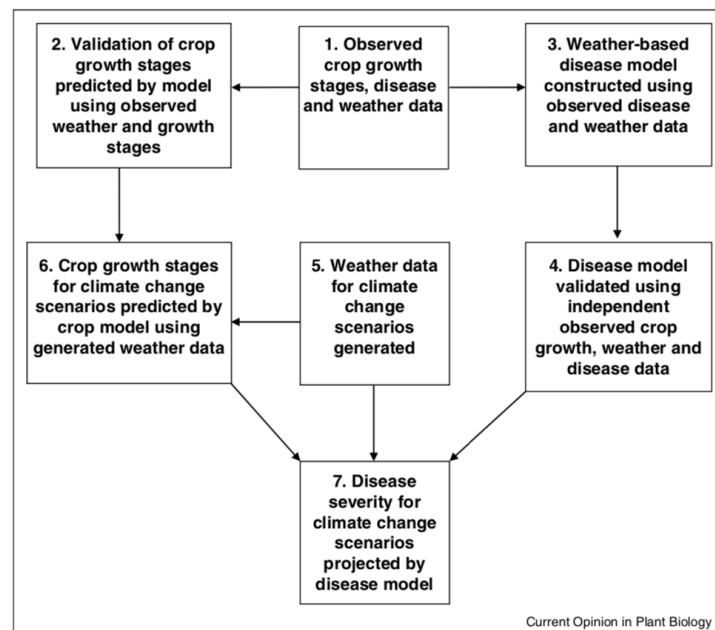 2. Validation of crop
growth stages
predicted by model
using observed
weather and growth
stages
1. Observed
crop growth
stages, disease
and weather data
3. Weather-based
disease model
constructed using
observed disease
and weather data
6. Crop growth stages
for climate change
scenarios predicted by
crop model using
generated weather data
5. Weather data
for climate
change
scenarios
generated
4. Disease model
validated using
independent
observed crop
growth, weather and
disease data
7. Disease
severity for
climate change
scenarios
projected by
disease model
Current Opinion in Plant Biology